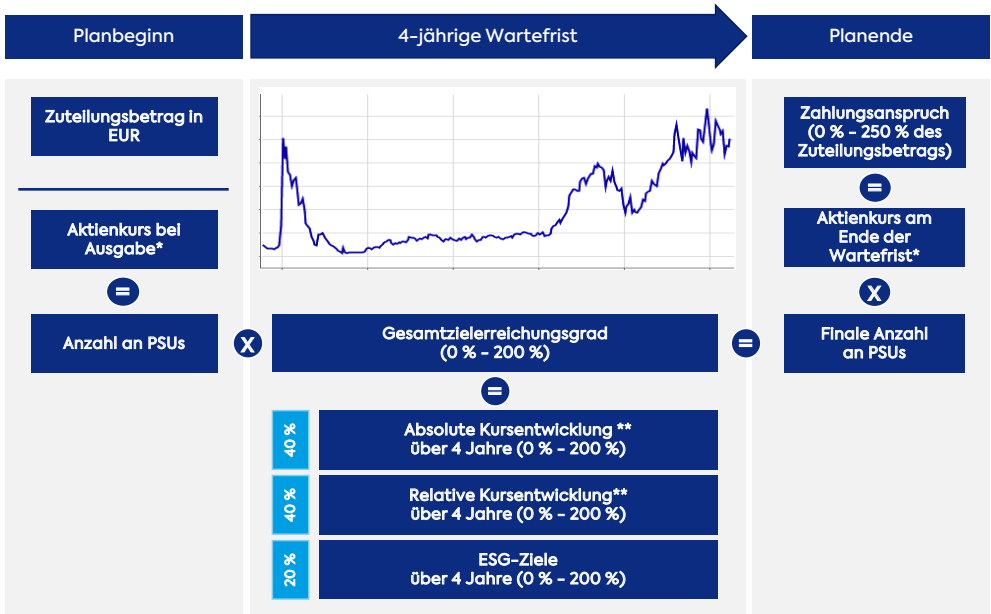 Planbeginn
4-jährige Wartefrist
Planende
Zuteilungsbetrag in
EUR
Aktienkurs bei
Ausgabe*
=
Anzahl an PSUs
x
Gesamtzielerreichungsgrad
(0 % - 200 %)
=
40 %
Absolute Kursentwicklung **
über 4 Jahre (0 % - 200 %)
40 %
Relative Kursentwicklung**
über 4 Jahre (0 % - 200 %)
20 %
ESG-Ziele
über 4 Jahre (0 % - 200 %)
=
Zahlungsanspruch
(0 % - 250 % des
Zuteilungsbetrags)
=
Aktienkurs am
Ende der
Wartefrist*
x
Finale Anzahl
an PSUs